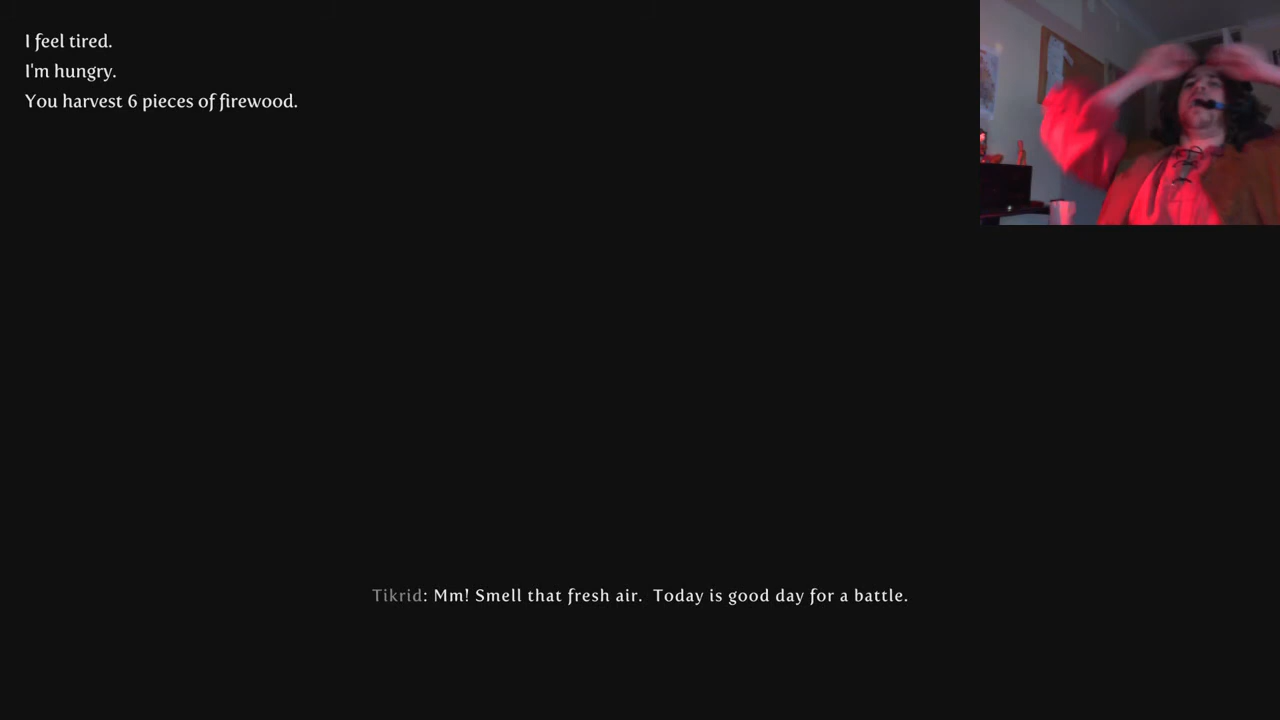 I feel tired.
I'm hungry.
You harvest 6 pieces of firewood.
Tikrid: Mm! Smell that fresh air.  Today is good day for a battle.